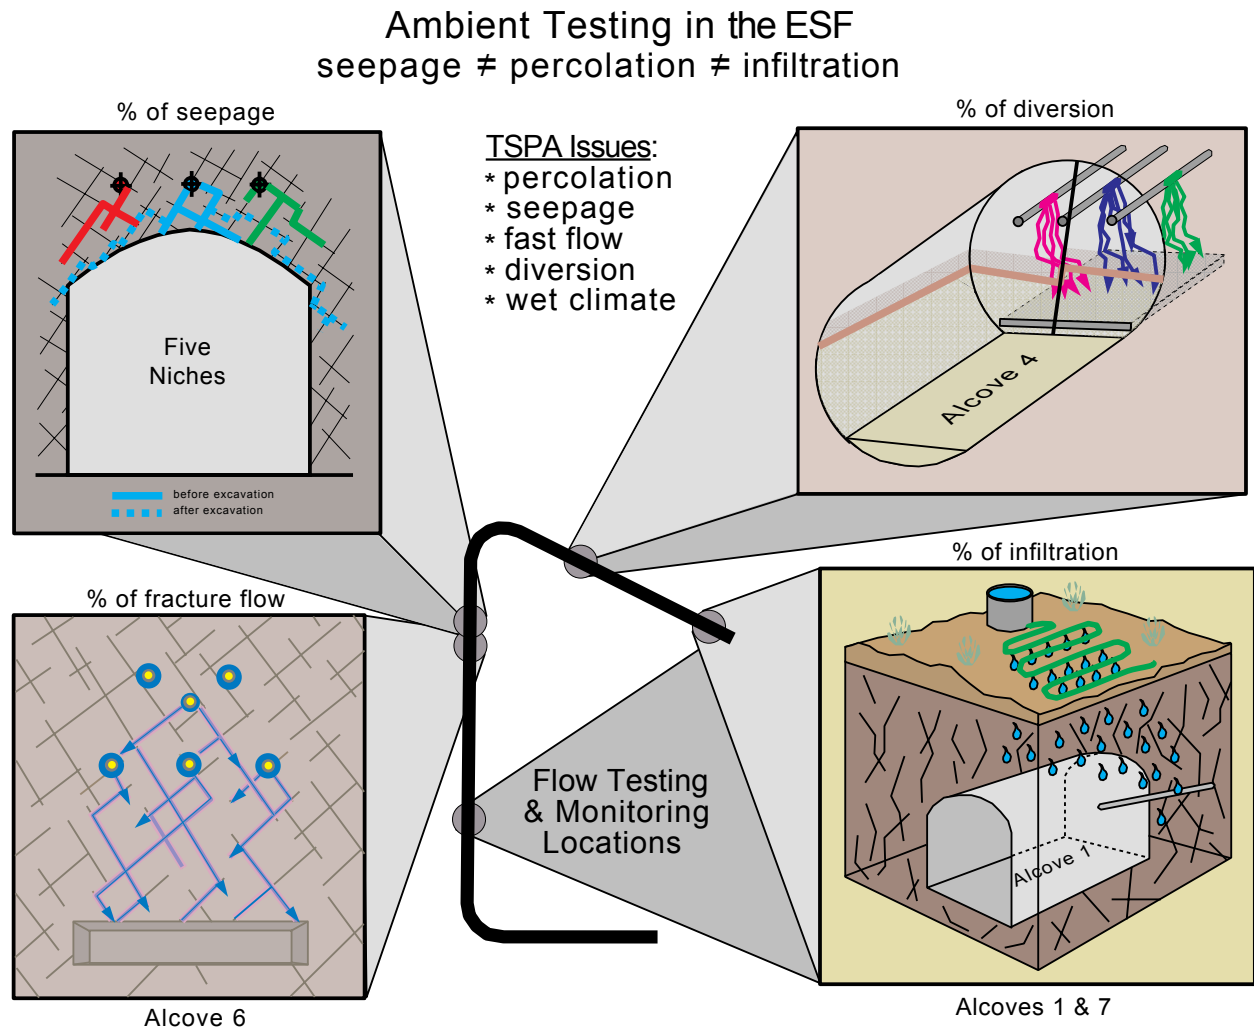 Ambient Testing in the ESF
seepage ≠ percolation ≠ infiltration
% of seepage
Five
Niches
before excavation
after excavation
TSPA Issues:
* percolation
* seepage
* fast flow
* diversion
* wet climate
% of diversion
Alcove 4
% of fracture flow
Alcove 6
Flow Testing
& Monitoring
Locations
% of infiltration
Alcove 1
Alcoves 1 & 7